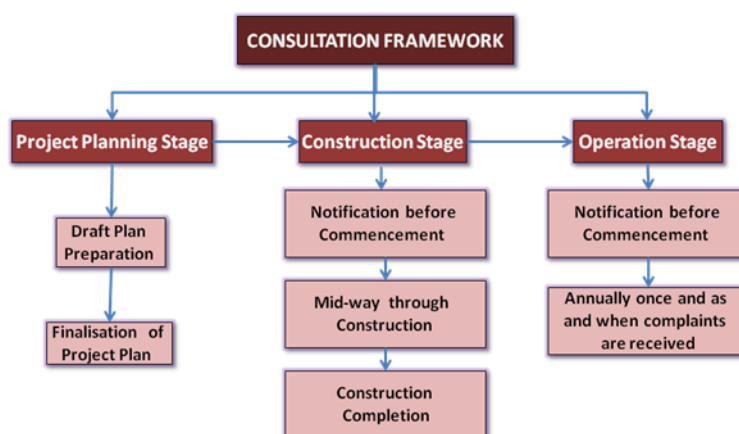 CONSULTATION FRAMEWORK
Project Planning Stage
Construction Stage
Operation Stage
Draft Plan
Preparation
Finalisation of
Project Plan
Notification before
Commencement
Mid-way through
Construction
Construction
Completion
Notification before
Commencement
Annually once and as
and when complaints
are received